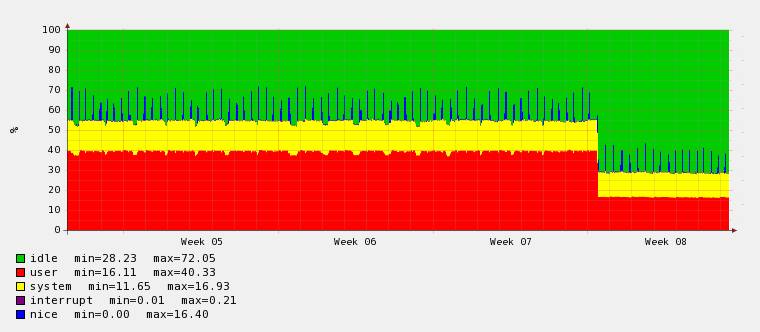 100
90
80
70
60
50
40
30
20
10
0
%
Week 05 Week 06 Week 07 Week 08
idle min=28.23 max=72.05
user min=16.11 max=40.33
system min=11.65 max=16.93
interrupt min=0.01 max=0.21
nice min=0.00 max=16.40